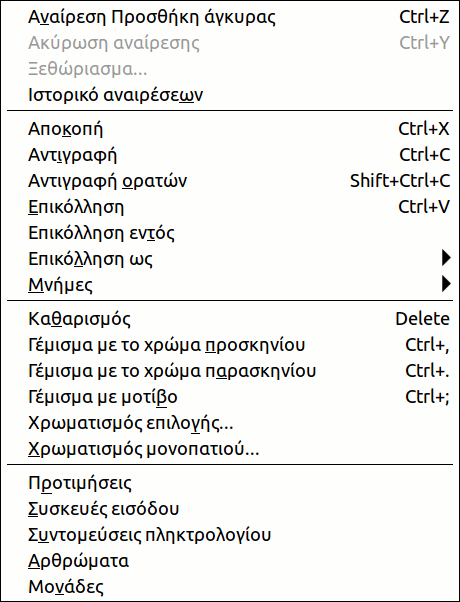 Αναίρεση Προσθήκη άγκυρας Ctrl+Z
Ακύρωση αναίρεσης Ctrl+Y
Ξεθώριασμα...
Ιστορικό αναιρέσεων
Αποκοπή Ctrl+X
Αντιγραφή Ctrl+C
Αντιγραφή ορατών Shift+Ctrl+C
Επικόλληση Ctrl+V
Επικόλληση εντός
Επικόλληση ως
Μνήμες
Καθαρισμός Delete
Γέμισμα με το χρώμα προσκηνίου Ctrl+,
Γέμισμα με το χρώμα παρασκηνίου Ctrl+.
Γέμισμα με μοτίβο Ctrl+;
Χρωματισμός επιλογής...
Χρωματισμός μονοπατιού...
Προτιμήσεις
Συσκευές εισόδου
Συντομεύσεις πληκτρολογίου
Αρθρώματα
Μονάδες